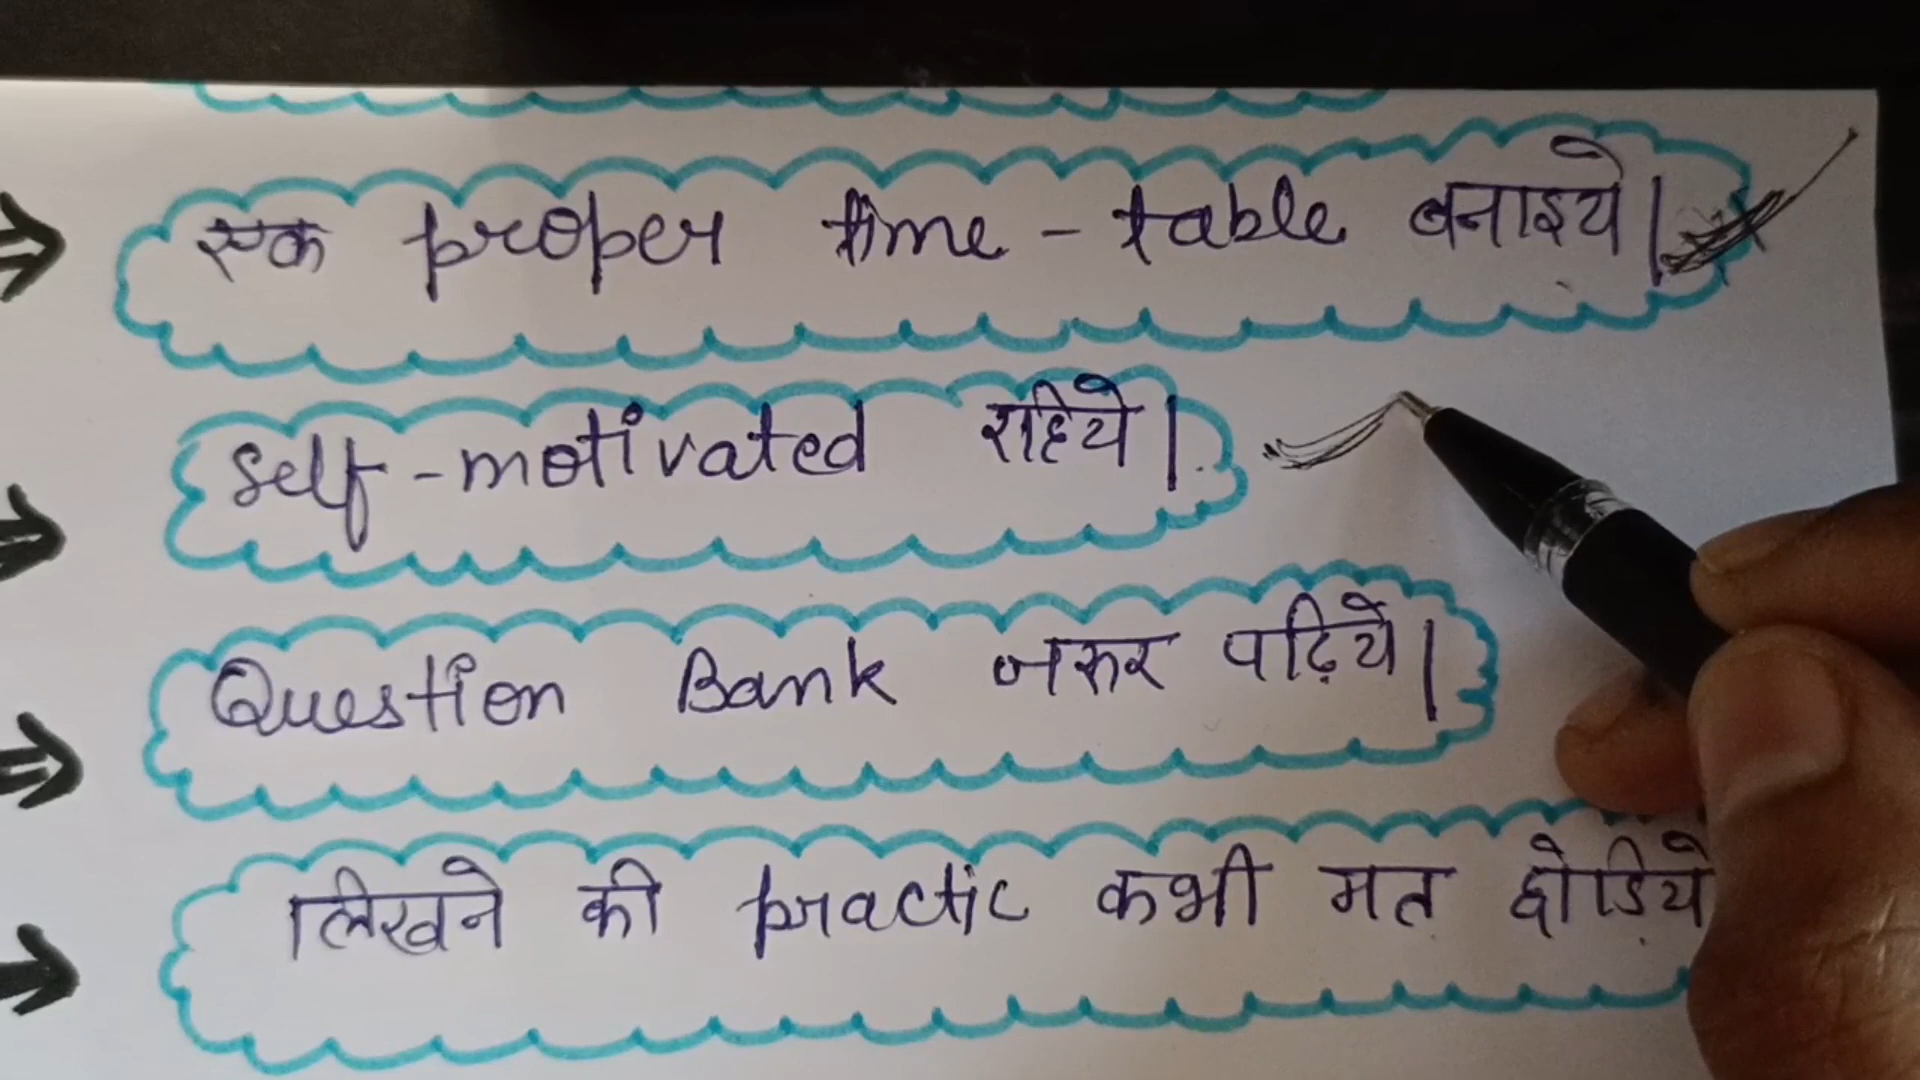 एक proper time-table बनाइये।
self-motivated रहिये।
Question Bank जरूर पढ़िये।
लिखने की practic कभी मत छोड़िये